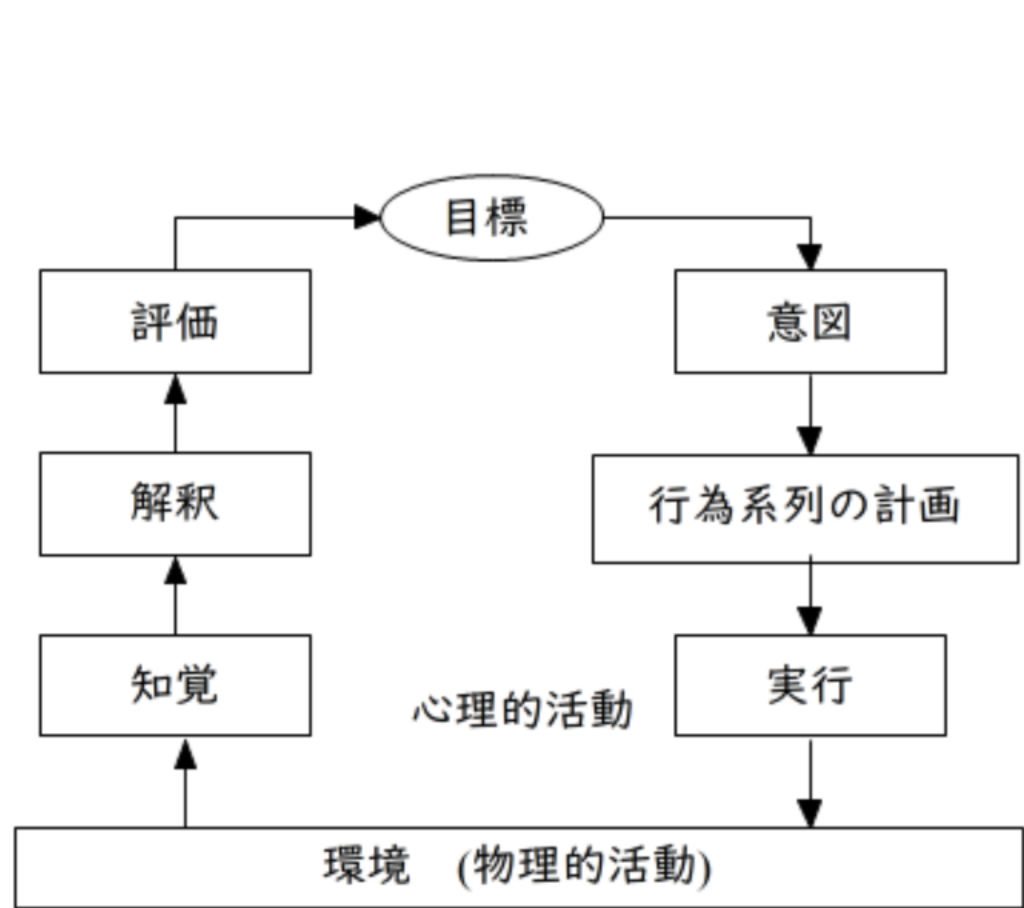 目標
評価
意図
解釈
行為系列の計画
知覚
実行
心理的活動
環境 (物理的活動)